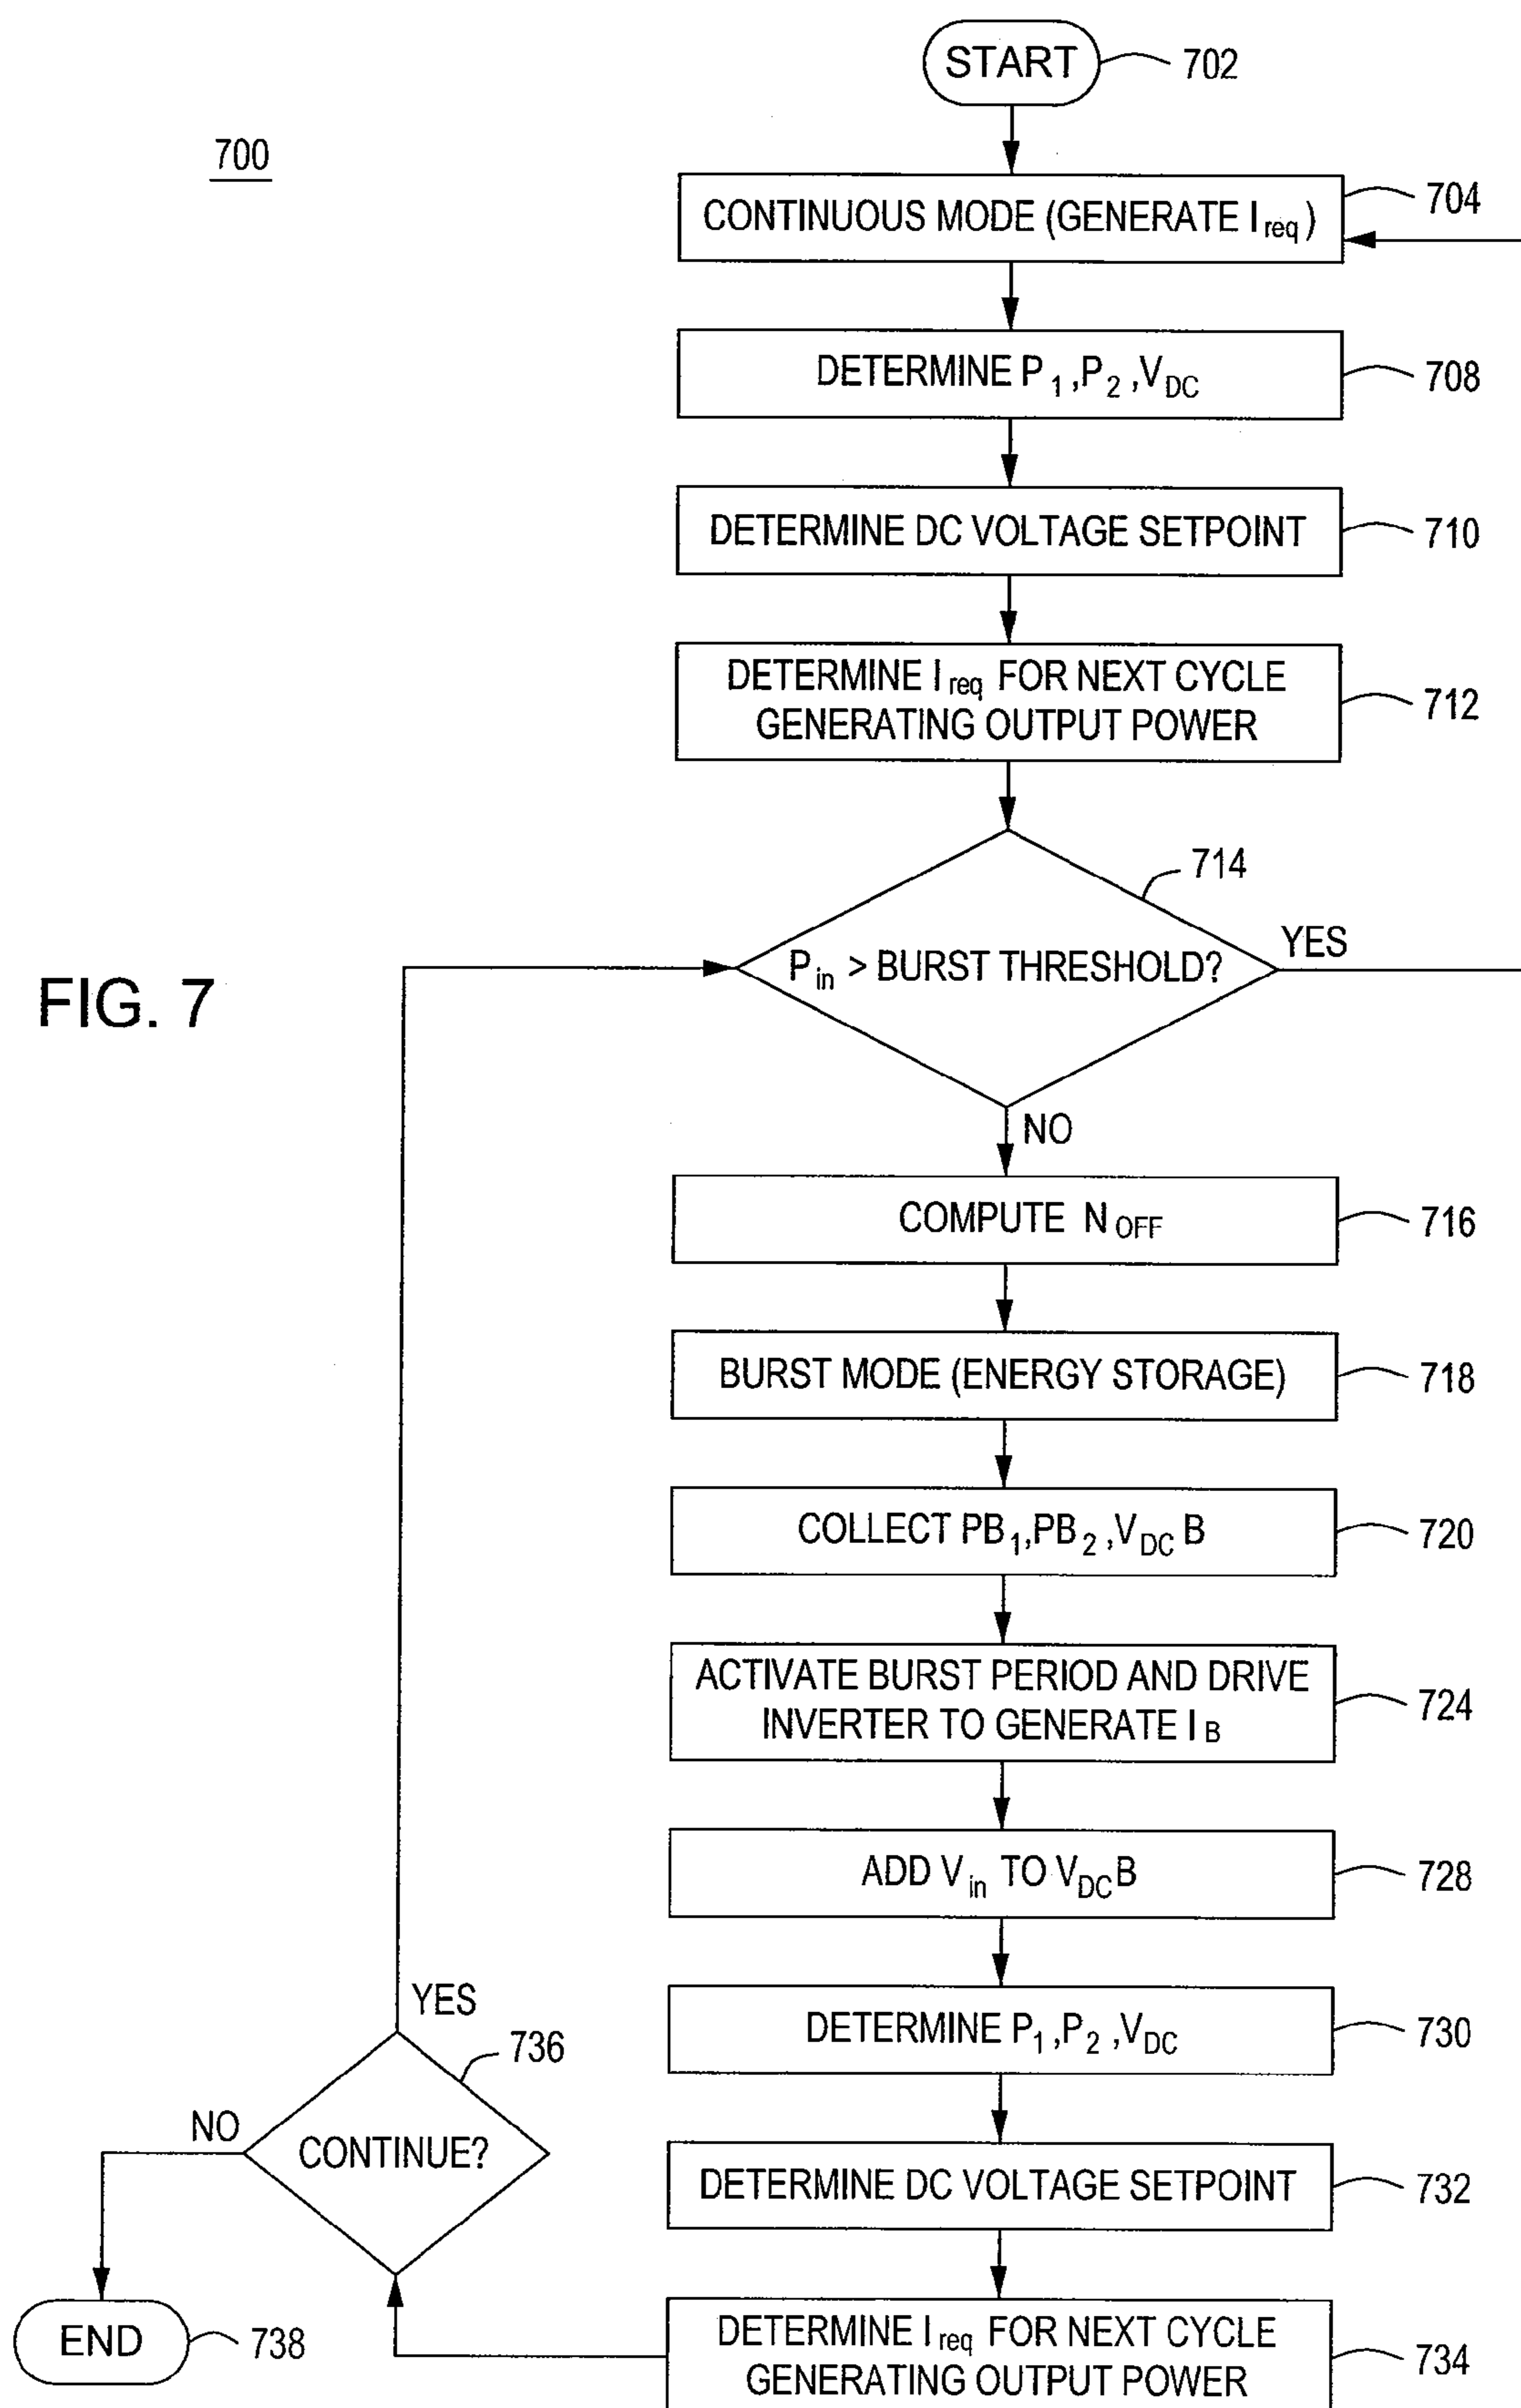 START
702
700
CONTINUOUS MODE (GENERATE I req )
704
DETERMINE P 1 ,P 2 ,V DC
708
DETERMINE DC VOLTAGE SETPOINT
710
DETERMINE I req FOR NEXT CYCLE
GENERATING OUTPUT POWER
712
714
P in > BURST THRESHOLD?
YES
FIG. 7
NO
COMPUTE N OFF
716
BURST MODE (ENERGY STORAGE)
718
COLLECT PB 1 ,PB 2 ,V DC B
720
ACTIVATE BURST PERIOD AND DRIVE
INVERTER TO GENERATE I B
724
ADD V in TO V DC B
728
DETERMINE P 1 ,P 2 ,V DC
730
YES
736
NO
CONTINUE?
DETERMINE DC VOLTAGE SETPOINT
732
END
738
DETERMINE I req FOR NEXT CYCLE
GENERATING OUTPUT POWER
734